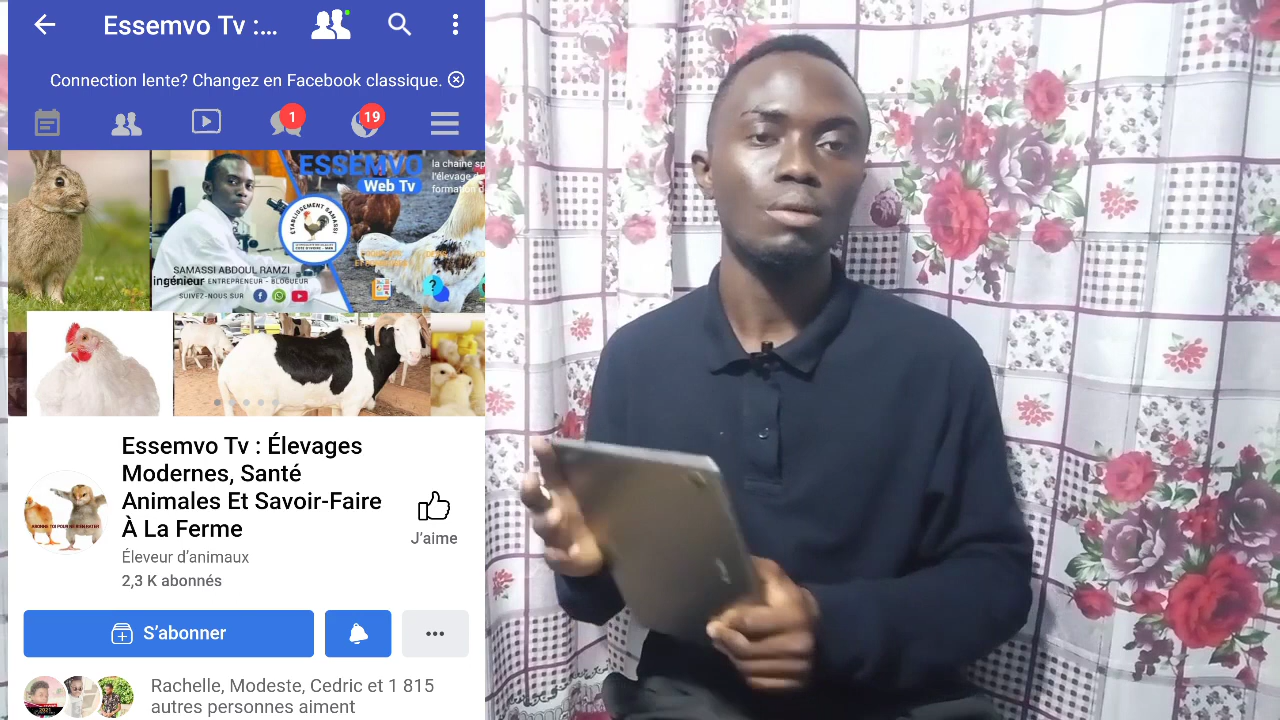 Essemvo Tv :...
Connection lente? Changez en Facebook classique.
1
19
ESSEMVO
Web Tv
la chaine sp
l'élevage de
formation d
SAMASSI ABDOUL RAMZI
ingénieur ENTREPRENEUR - BLOGUEUR
SUIVEZ-NOUS SUR
Essemvo Tv : Élevages
Modernes, Santé
Animales Et Savoir-Faire
À La Ferme
J'aime
Éleveur d'animaux
2,3 K abonnés
S'abonner
Rachelle, Modeste, Cedric et 1 815
autres personnes aiment